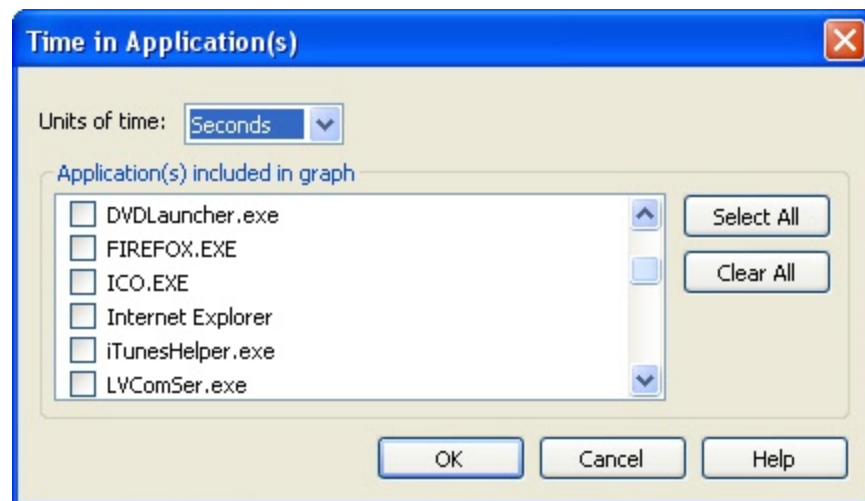 Time in Application(s)
Units of time: Seconds
Application(s) included in graph
DVDLauncher.exe
FIREFOX.EXE
ICO.EXE
Internet Explorer
iTunesHelper.exe
LVComSer.exe
Select All
Clear All
OK Cancel Help